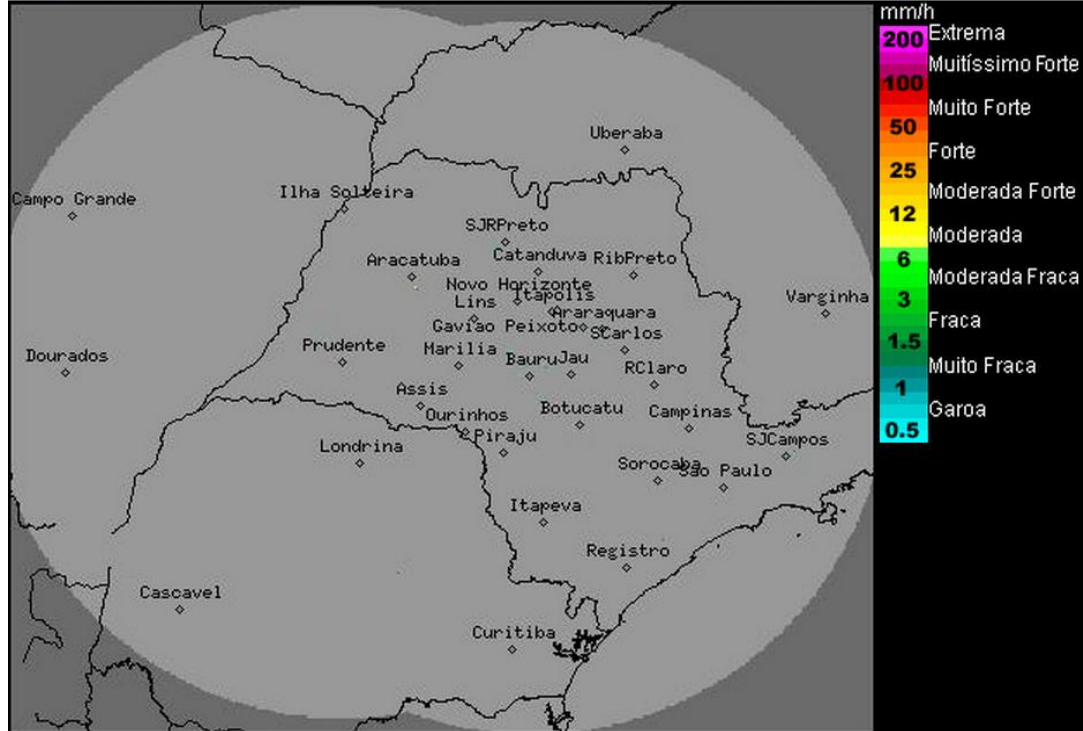 mm/h
200 Extrema
Muitíssimo Forte
100
Muito Forte
50
Forte
25
Moderada Forte
12
Moderada
6
Moderada Fraca
3
Fraca
1.5
Muito Fraca
1
Garoa
0.5
Uberaba
Campo Grande
Ilha Solteira
SJRPreto
Aracatuba
Catanduva
RibPreto
Novo Horizonte
Itapolis
Lins
Varginha
Araraquara
Gaviao Peixoto
SCarlos
Prudente
Marilia
Dourados
Bauru
Jau
RClaro
Assis
Ourinhos
Botucatu
Campinas
Piraju
Londrina
SJCampos
Sorocaba
Sao Paulo
Itapeva
Registro
Cascavel
Curitiba